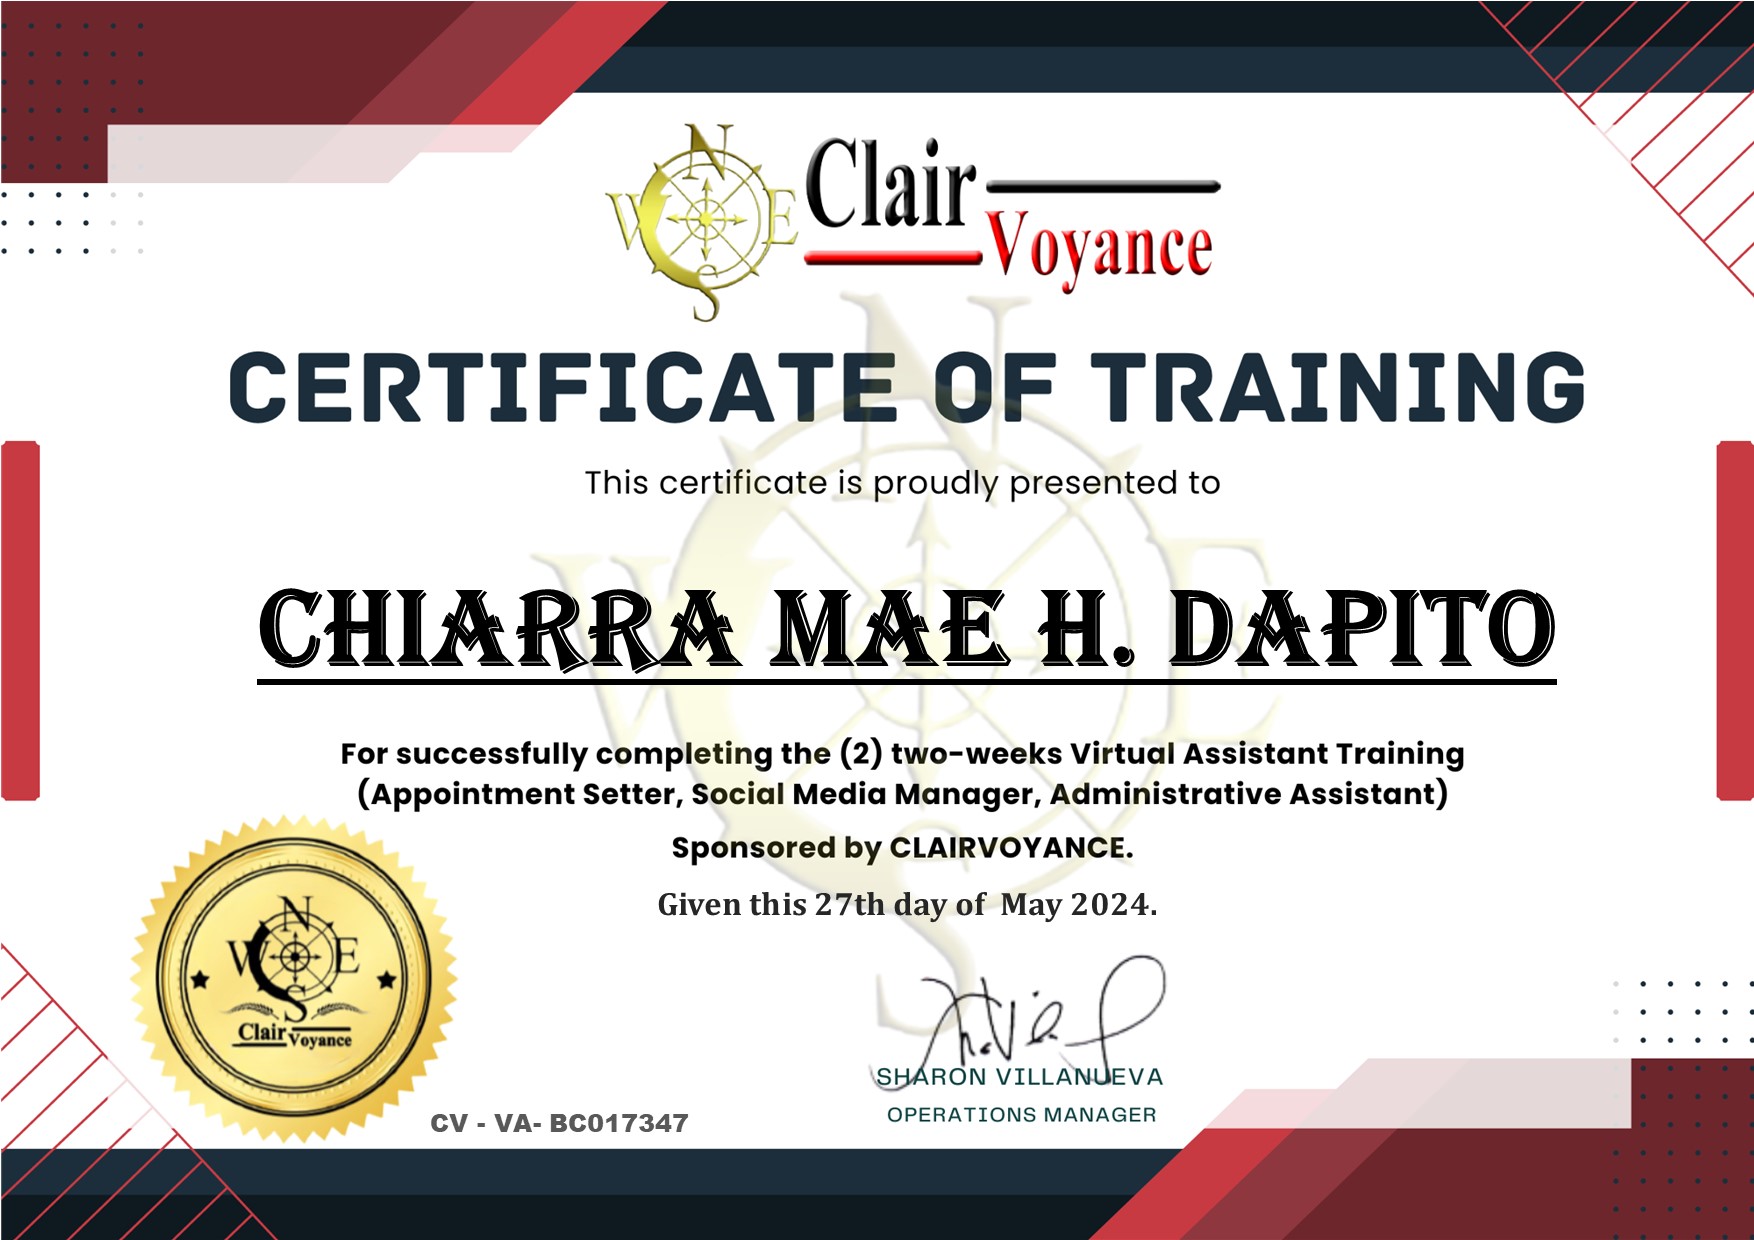 N
W E
S
Clair
Voyance
CERTIFICATE OF TRAINING
This certificate is proudly presented to
CHIARRA MAE H. DAPITO
For successfully completing the (2) two-weeks Virtual Assistant Training
(Appointment Setter, Social Media Manager, Administrative Assistant)
Sponsored by CLAIRVOYANCE.
Given this 27th day of May 2024.
N
W E
S
Clair
Voyance
SHARON VILLANUEVA
OPERATIONS MANAGER
CV - VA- BC017347